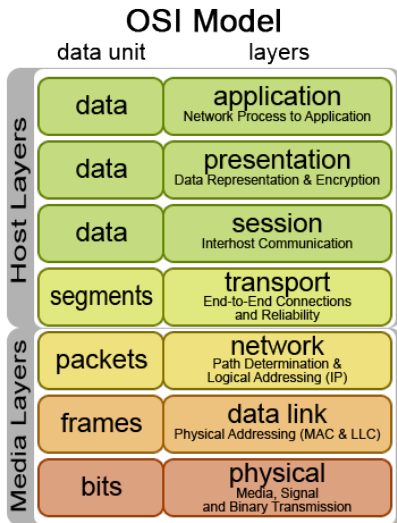 OSI Model
data unit layers
Host Layers
data application
Network Process to Application
data presentation
Data Representation & Encryption
data session
Interhost Communication
segments transport
End-to-End Connections
and Reliability
Media Layers
packets network
Path Determination &
Logical Addressing (IP)
frames data link
Physical Addressing (MAC & LLC)
bits physical
Media, Signal
and Binary Transmission